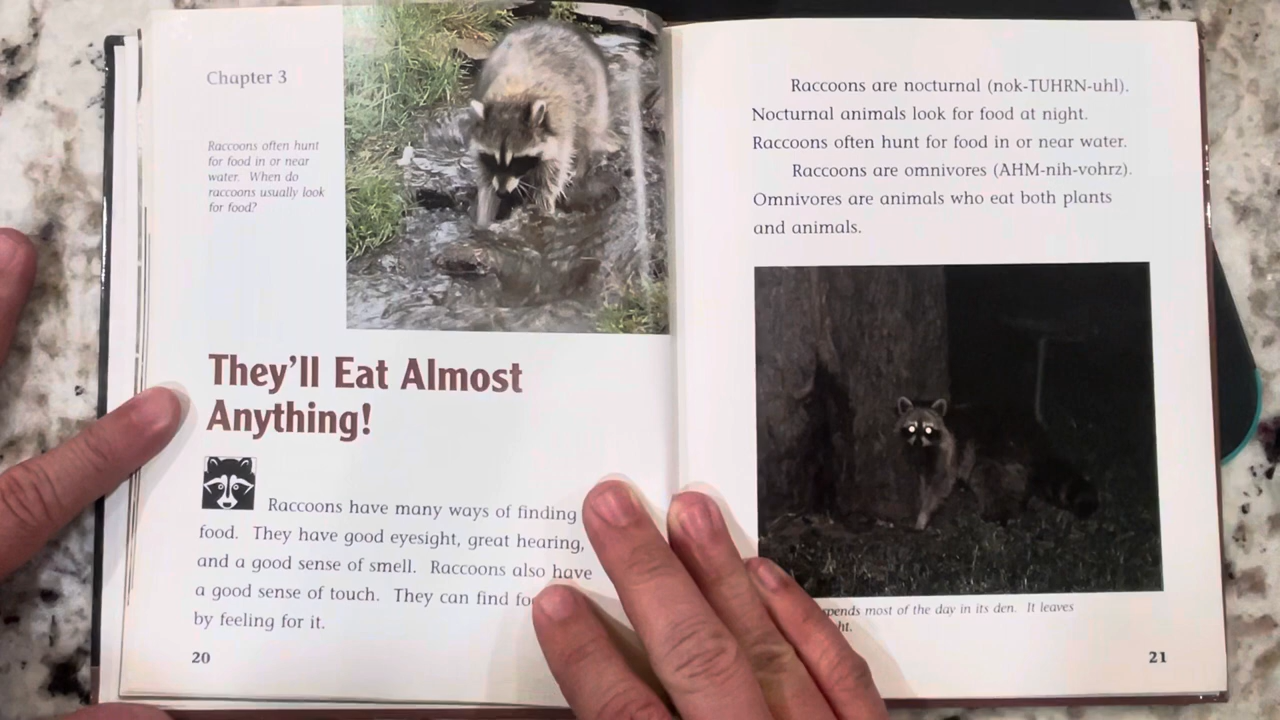 Chapter 3
Raccoons often hunt
for food in or near
water. When do
raccoons usually look
for food?
They'll Eat Almost
Anything!
Raccoons have many ways of finding
food. They have good eyesight, great hearing,
and a good sense of smell. Raccoons also have
a good sense of touch. They can find
by feeling for it.
20
Raccoons are nocturnal (nok-TUHRN-uhl).
Nocturnal animals look for food at night.
Raccoons often hunt for food in or near water.
Raccoons are omnivores (AHM-nih-vohrz).
Omnivores are animals who eat both plants
and animals.
most of the day in its den. It leaves
21